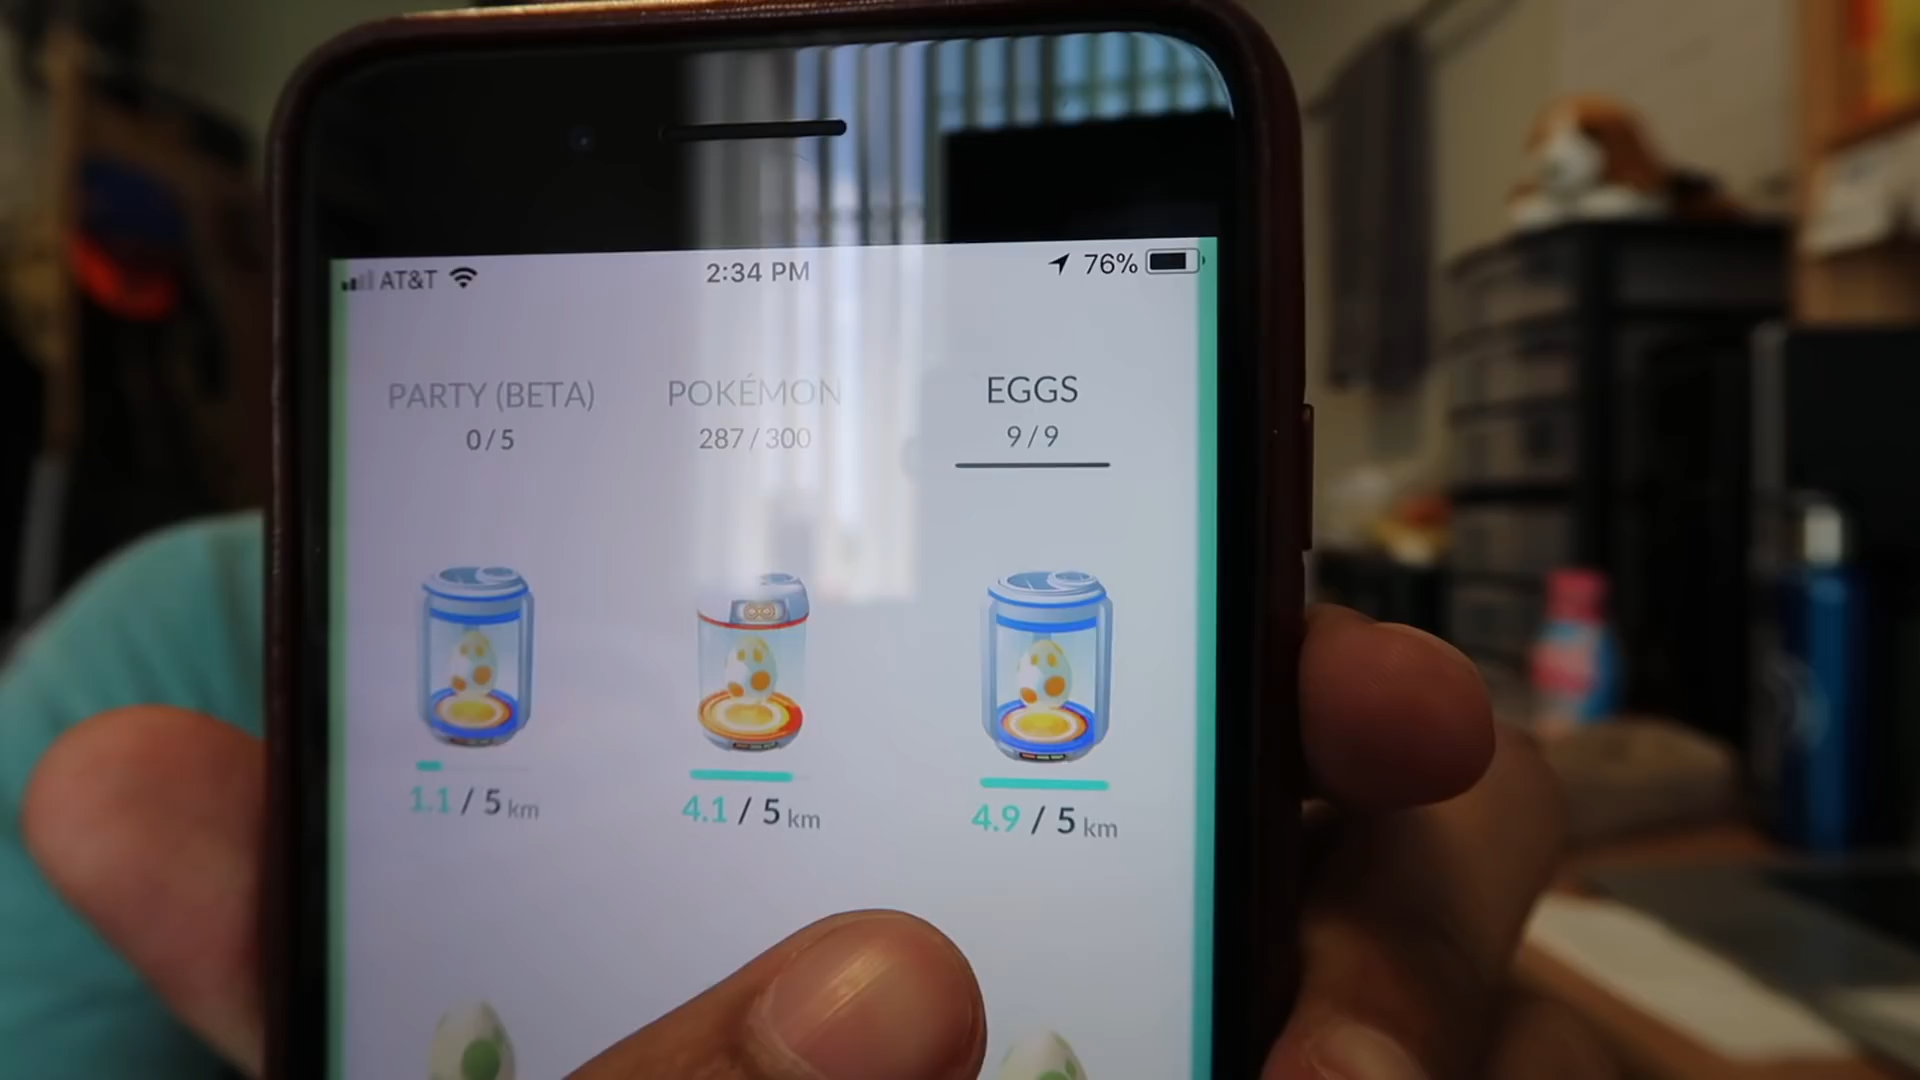 AT&T
2:34 PM
76%
PARTY (BETA)
0/5
POKÉMON
287/300
EGGS
9/9
1.1 / 5 km
4.1 / 5 km
4.9 / 5 km